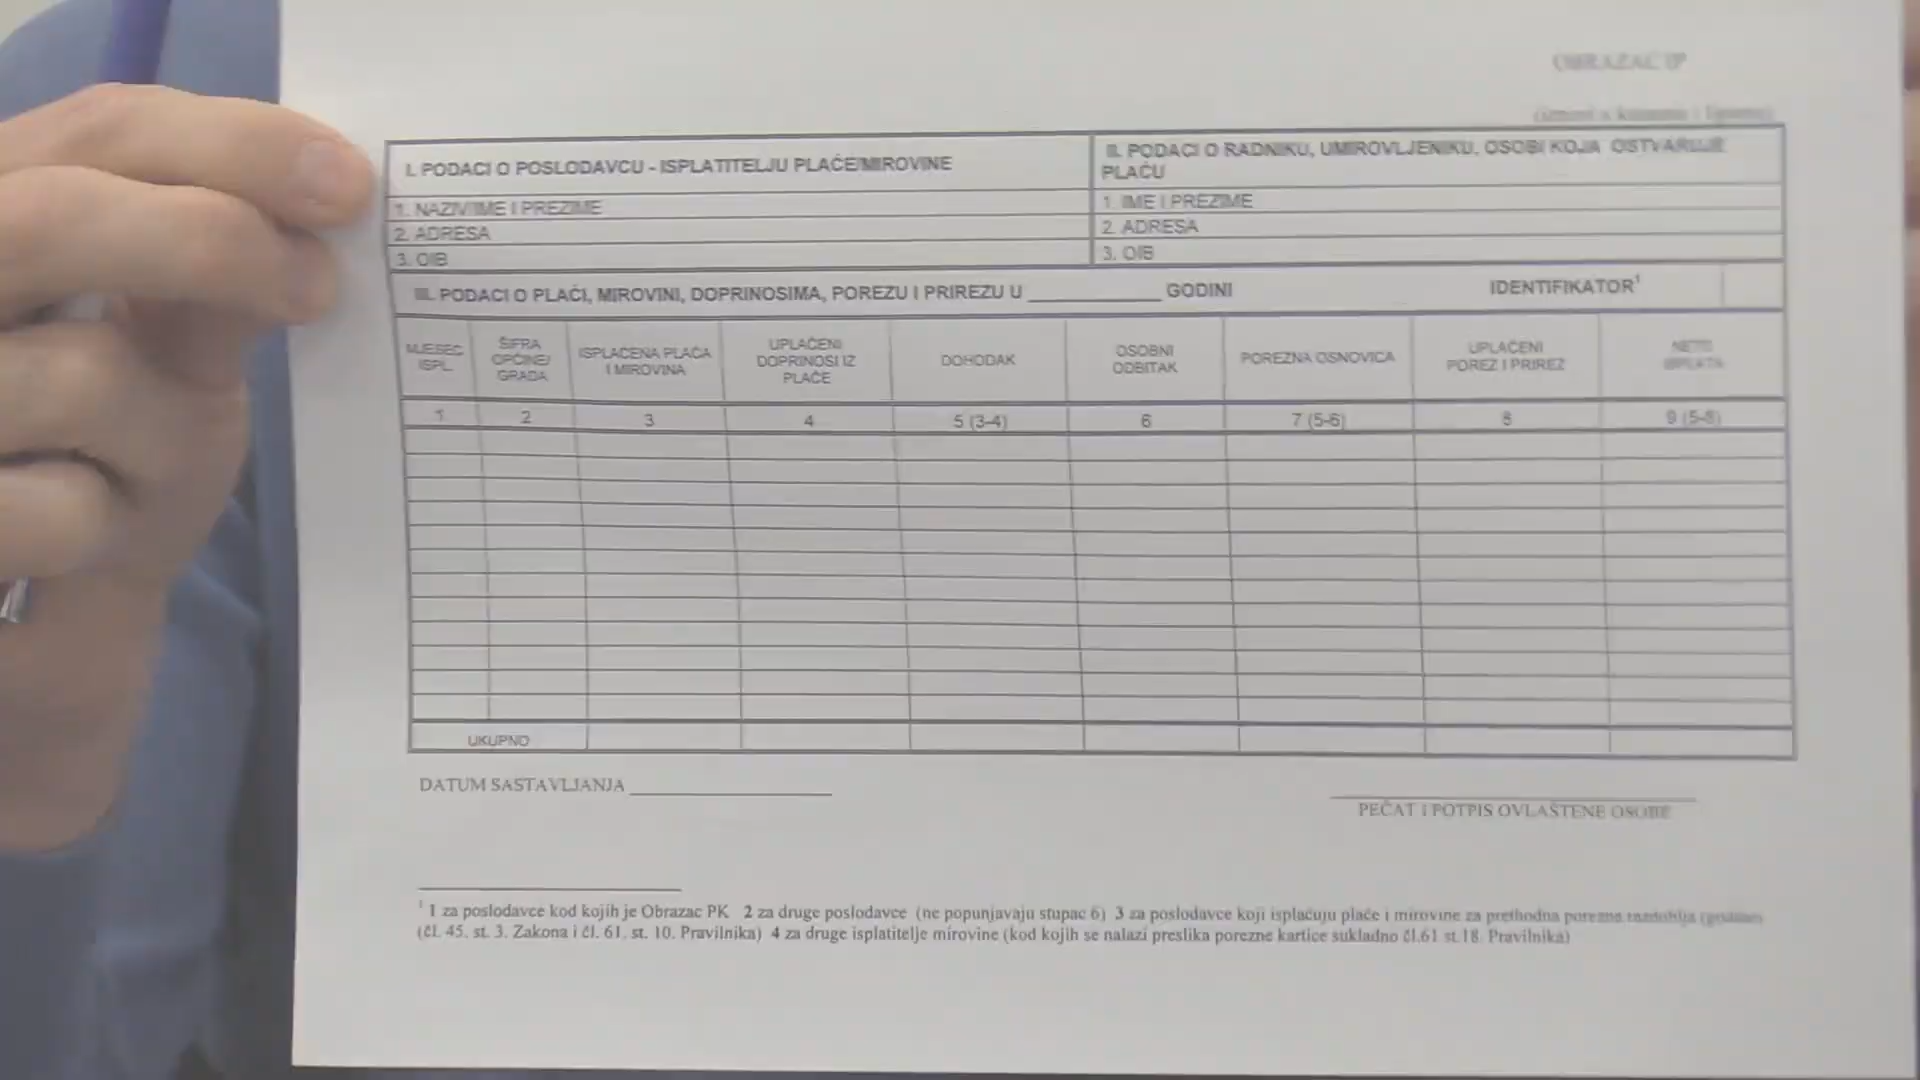 OBRAZAC IP
I. PODACI O POSLODAVCU - ISPLATITELJU PLAĆE/MIROVINE
1. NAZIV/IME I PREZIME
2. ADRESA
3. OIB
II. PODACI O RADNIKU, UMIROVLJENIKU, OSOBI KOJA OSTVARUJE
PLAĆU
1. IME I PREZIME
2. ADRESA
3. OIB
III. PODACI O PLAĆI, MIROVINI, DOPRINOSIMA, POREZU I PRIREZU U ____________ GODINI IDENTIFIKATOR¹
MJESEC
ISPL.
ŠIFRA
OPĆINE/
GRADA
ISPLAĆENA PLAĆA
I MIROVINA
UPLAĆENI
DOPRINOSI IZ
PLAĆE
DOHODAK
OSOBNI
ODBITAK
POREZNA OSNOVICA
UPLAĆENI
POREZ I PRIREZ
NETO
ISPLATA
1 2 3 4 5 (3-4) 6 7 (5-6) 8 9 (5-8)
UKUPNO
DATUM SASTAVLJANJA
PEČAT I POTPIS OVLAŠTENE OSOBE
¹ 1 za poslodavce kod kojih je Obrazac PK 2 za druge poslodavce (ne popunjavaju stupac 6) 3 za poslodavce koji isplaćuju plaće i mirovine za prethodna porezna razdoblja
(čl. 45. st. 3. Zakona i čl. 61. st. 10. Pravilnika) 4 za druge isplatitelje mirovine (kod kojih se nalazi preslika porezne kartice sukladno čl.61 st.18. Pravilnika)